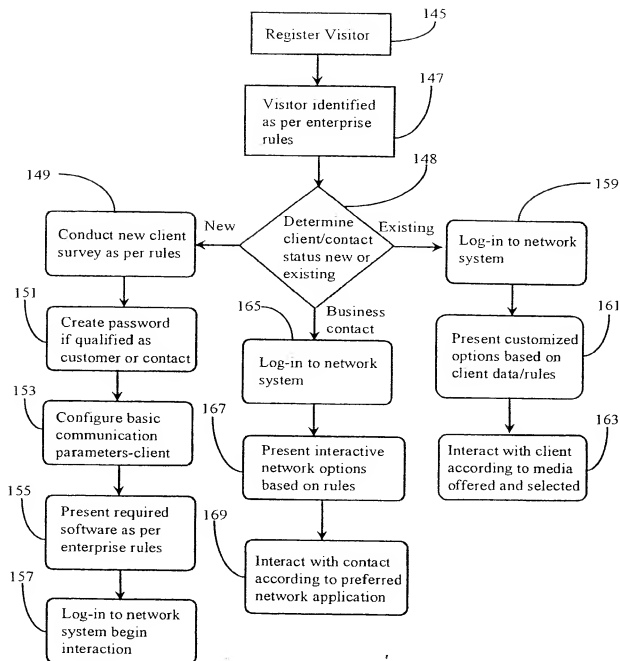 Register Visitor
145
Visitor identified
as per enterprise
rules
147
148
Determine
client/contact
status new or
existing
New
Existing
Business
contact
149
Conduct new client
survey as per rules
151
Create password
if qualified as
customer or contact
153
Configure basic
communication
parameters-client
155
Present required
software as per
enterprise rules
157
Log-in to network
system begin
interaction
165
Log-in to network
system
167
Present interactive
network options
based on rules
169
Interact with contact
according to preferred
network application
159
Log-in to network
system
161
Present customized
options based on
client data/rules
163
Interact with client
according to media
offered and selected